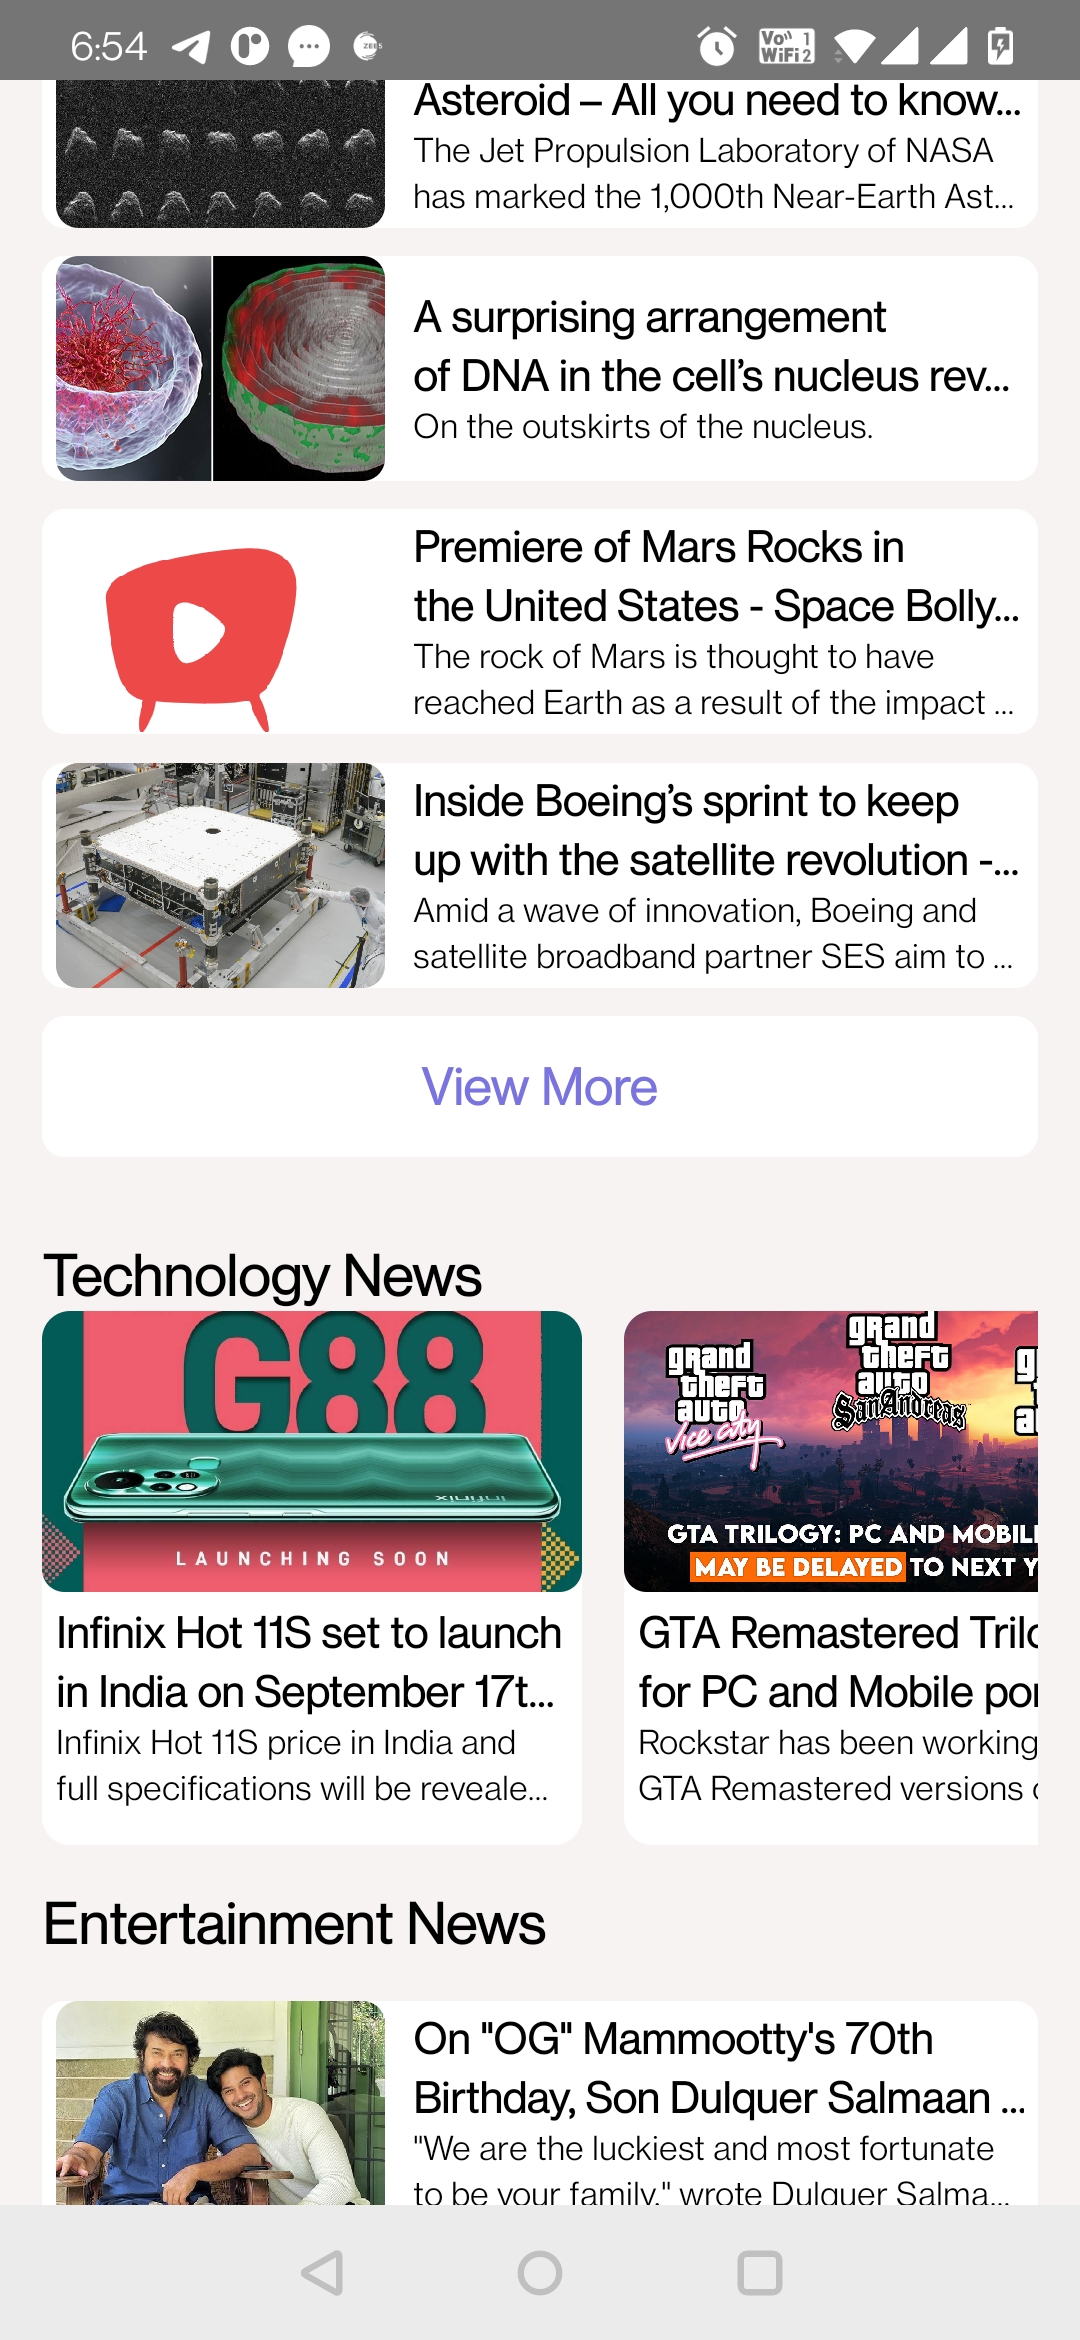 6:54
ZEE5
Vo 1
WiFi 2
Asteroid – All you need to know...
The Jet Propulsion Laboratory of NASA
has marked the 1,000th Near-Earth Ast...
A surprising arrangement
of DNA in the cell’s nucleus rev...
On the outskirts of the nucleus.
Premiere of Mars Rocks in
the United States - Space Bolly...
The rock of Mars is thought to have
reached Earth as a result of the impact ...
Inside Boeing’s sprint to keep
up with the satellite revolution -...
Amid a wave of innovation, Boeing and
satellite broadband partner SES aim to ...
View More
Technology News
G88
Infinix
LAUNCHING SOON
Infinix Hot 11S set to launch
in India on September 17t...
Infinix Hot 11S price in India and
full specifications will be reveale...
grand
theft
auto
Vice City
grand
theft
auto
San Andreas
g
a
GTA TRILOGY: PC AND MOBIL
MAY BE DELAYED TO NEXT Y
GTA Remastered Tril
for PC and Mobile po
Rockstar has been working
GTA Remastered versions
Entertainment News
On "OG" Mammootty's 70th
Birthday, Son Dulquer Salmaan ...
"We are the luckiest and most fortunate
to be your family," wrote Dulquer Salma...